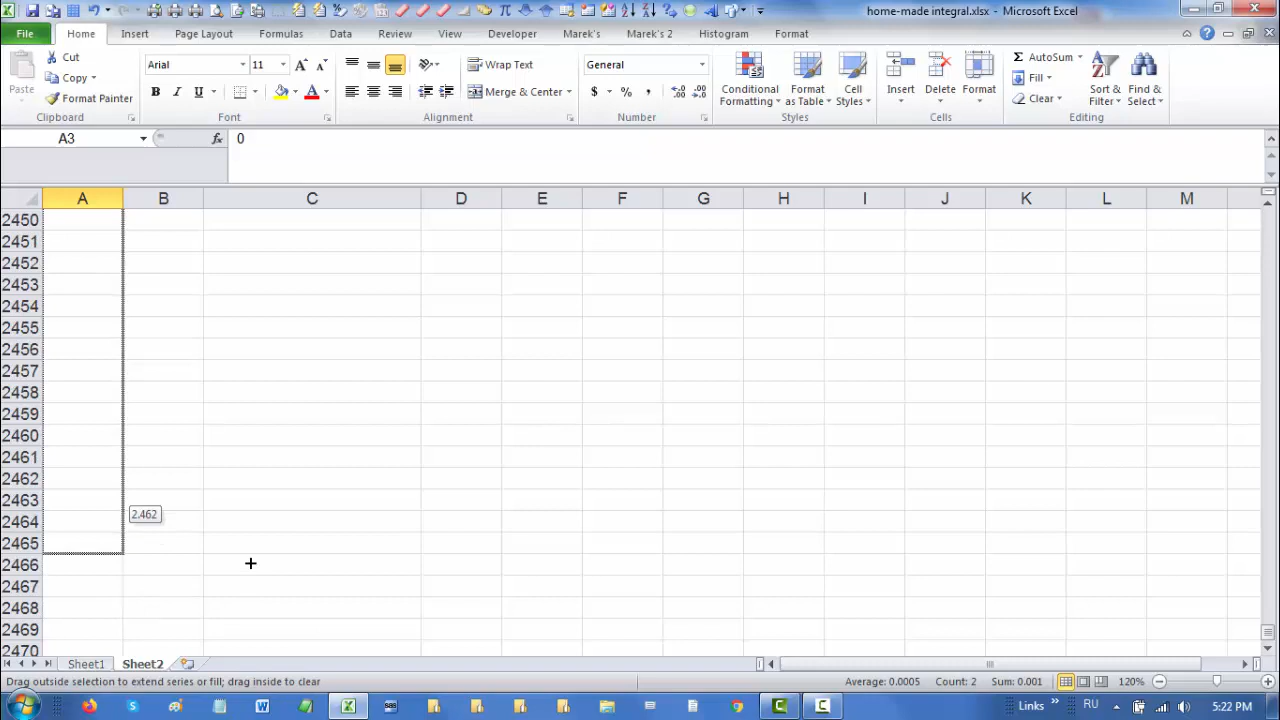 home-made integral.xlsx - Microsoft Excel
File Home Insert Page Layout Formulas Data Review View Developer Marek's Marek's 2 Histogram Format
Paste
Cut
Copy
Format Painter
Clipboard
Arial 11
B I U
Font
Wrap Text
Merge & Center
Alignment
General
$ % ,
Number
Conditional Formatting
Format as Table
Cell Styles
Styles
Insert Delete Format
Cells
Σ AutoSum
Fill
Clear
Sort & Filter
Find & Select
Editing
A3 fx 0
A B C D E F G H I J K L M
2450
2451
2452
2453
2454
2455
2456
2457
2458
2459
2460
2461
2462
2463
2.462
2464
2465
2466
2467
2468
2469
2470
Sheet1 Sheet2
Drag outside selection to extend series or fill; drag inside to clear Average: 0.0005 Count: 2 Sum: 0.001 120%
Links RU 5:22 PM